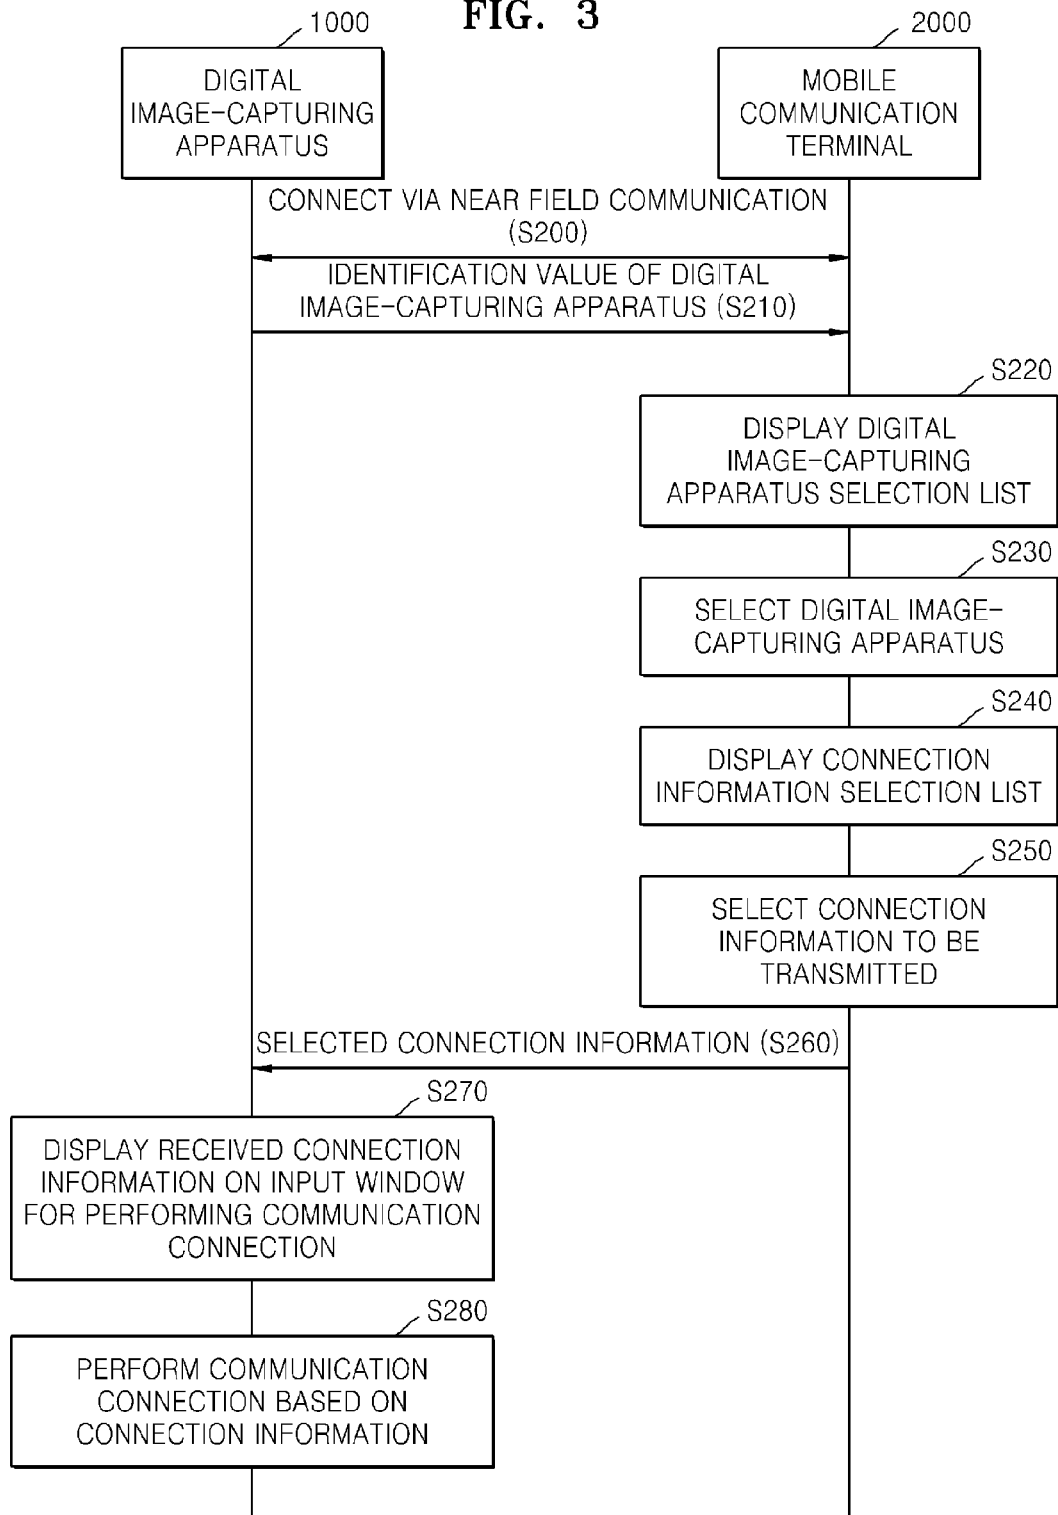 FIG. 3
1000
2000
DIGITAL
IMAGE-CAPTURING
APPARATUS
MOBILE
COMMUNICATION
TERMINAL
CONNECT VIA NEAR FIELD COMMUNICATION
(S200)
IDENTIFICATION VALUE OF DIGITAL
IMAGE-CAPTURING APPARATUS (S210)
S220
DISPLAY DIGITAL
IMAGE-CAPTURING
APPARATUS SELECTION LIST
S230
SELECT DIGITAL IMAGE-
CAPTURING APPARATUS
S240
DISPLAY CONNECTION
INFORMATION SELECTION LIST
S250
SELECT CONNECTION
INFORMATION TO BE
TRANSMITTED
SELECTED CONNECTION INFORMATION (S260)
S270
DISPLAY RECEIVED CONNECTION
INFORMATION ON INPUT WINDOW
FOR PERFORMING COMMUNICATION
CONNECTION
S280
PERFORM COMMUNICATION
CONNECTION BASED ON
CONNECTION INFORMATION